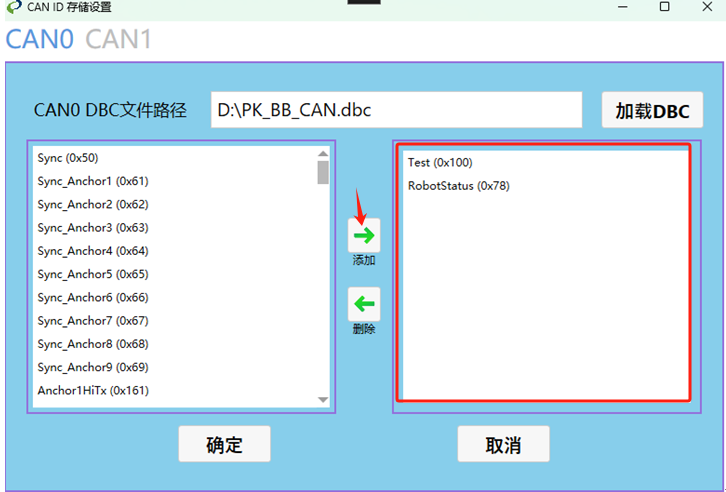 CAN ID 存储设置
CAN0 CAN1
CAN0 DBC文件路径 D:\PK_BB_CAN.dbc 加载DBC
Sync (0x50)
Sync_Anchor1 (0x61)
Sync_Anchor2 (0x62)
Sync_Anchor3 (0x63)
Sync_Anchor4 (0x64)
Sync_Anchor5 (0x65)
Sync_Anchor6 (0x66)
Sync_Anchor7 (0x67)
Sync_Anchor8 (0x68)
Sync_Anchor9 (0x69)
Anchor1HiTx (0x161)
添加
删除
Test (0x100)
RobotStatus (0x78)
确定 取消